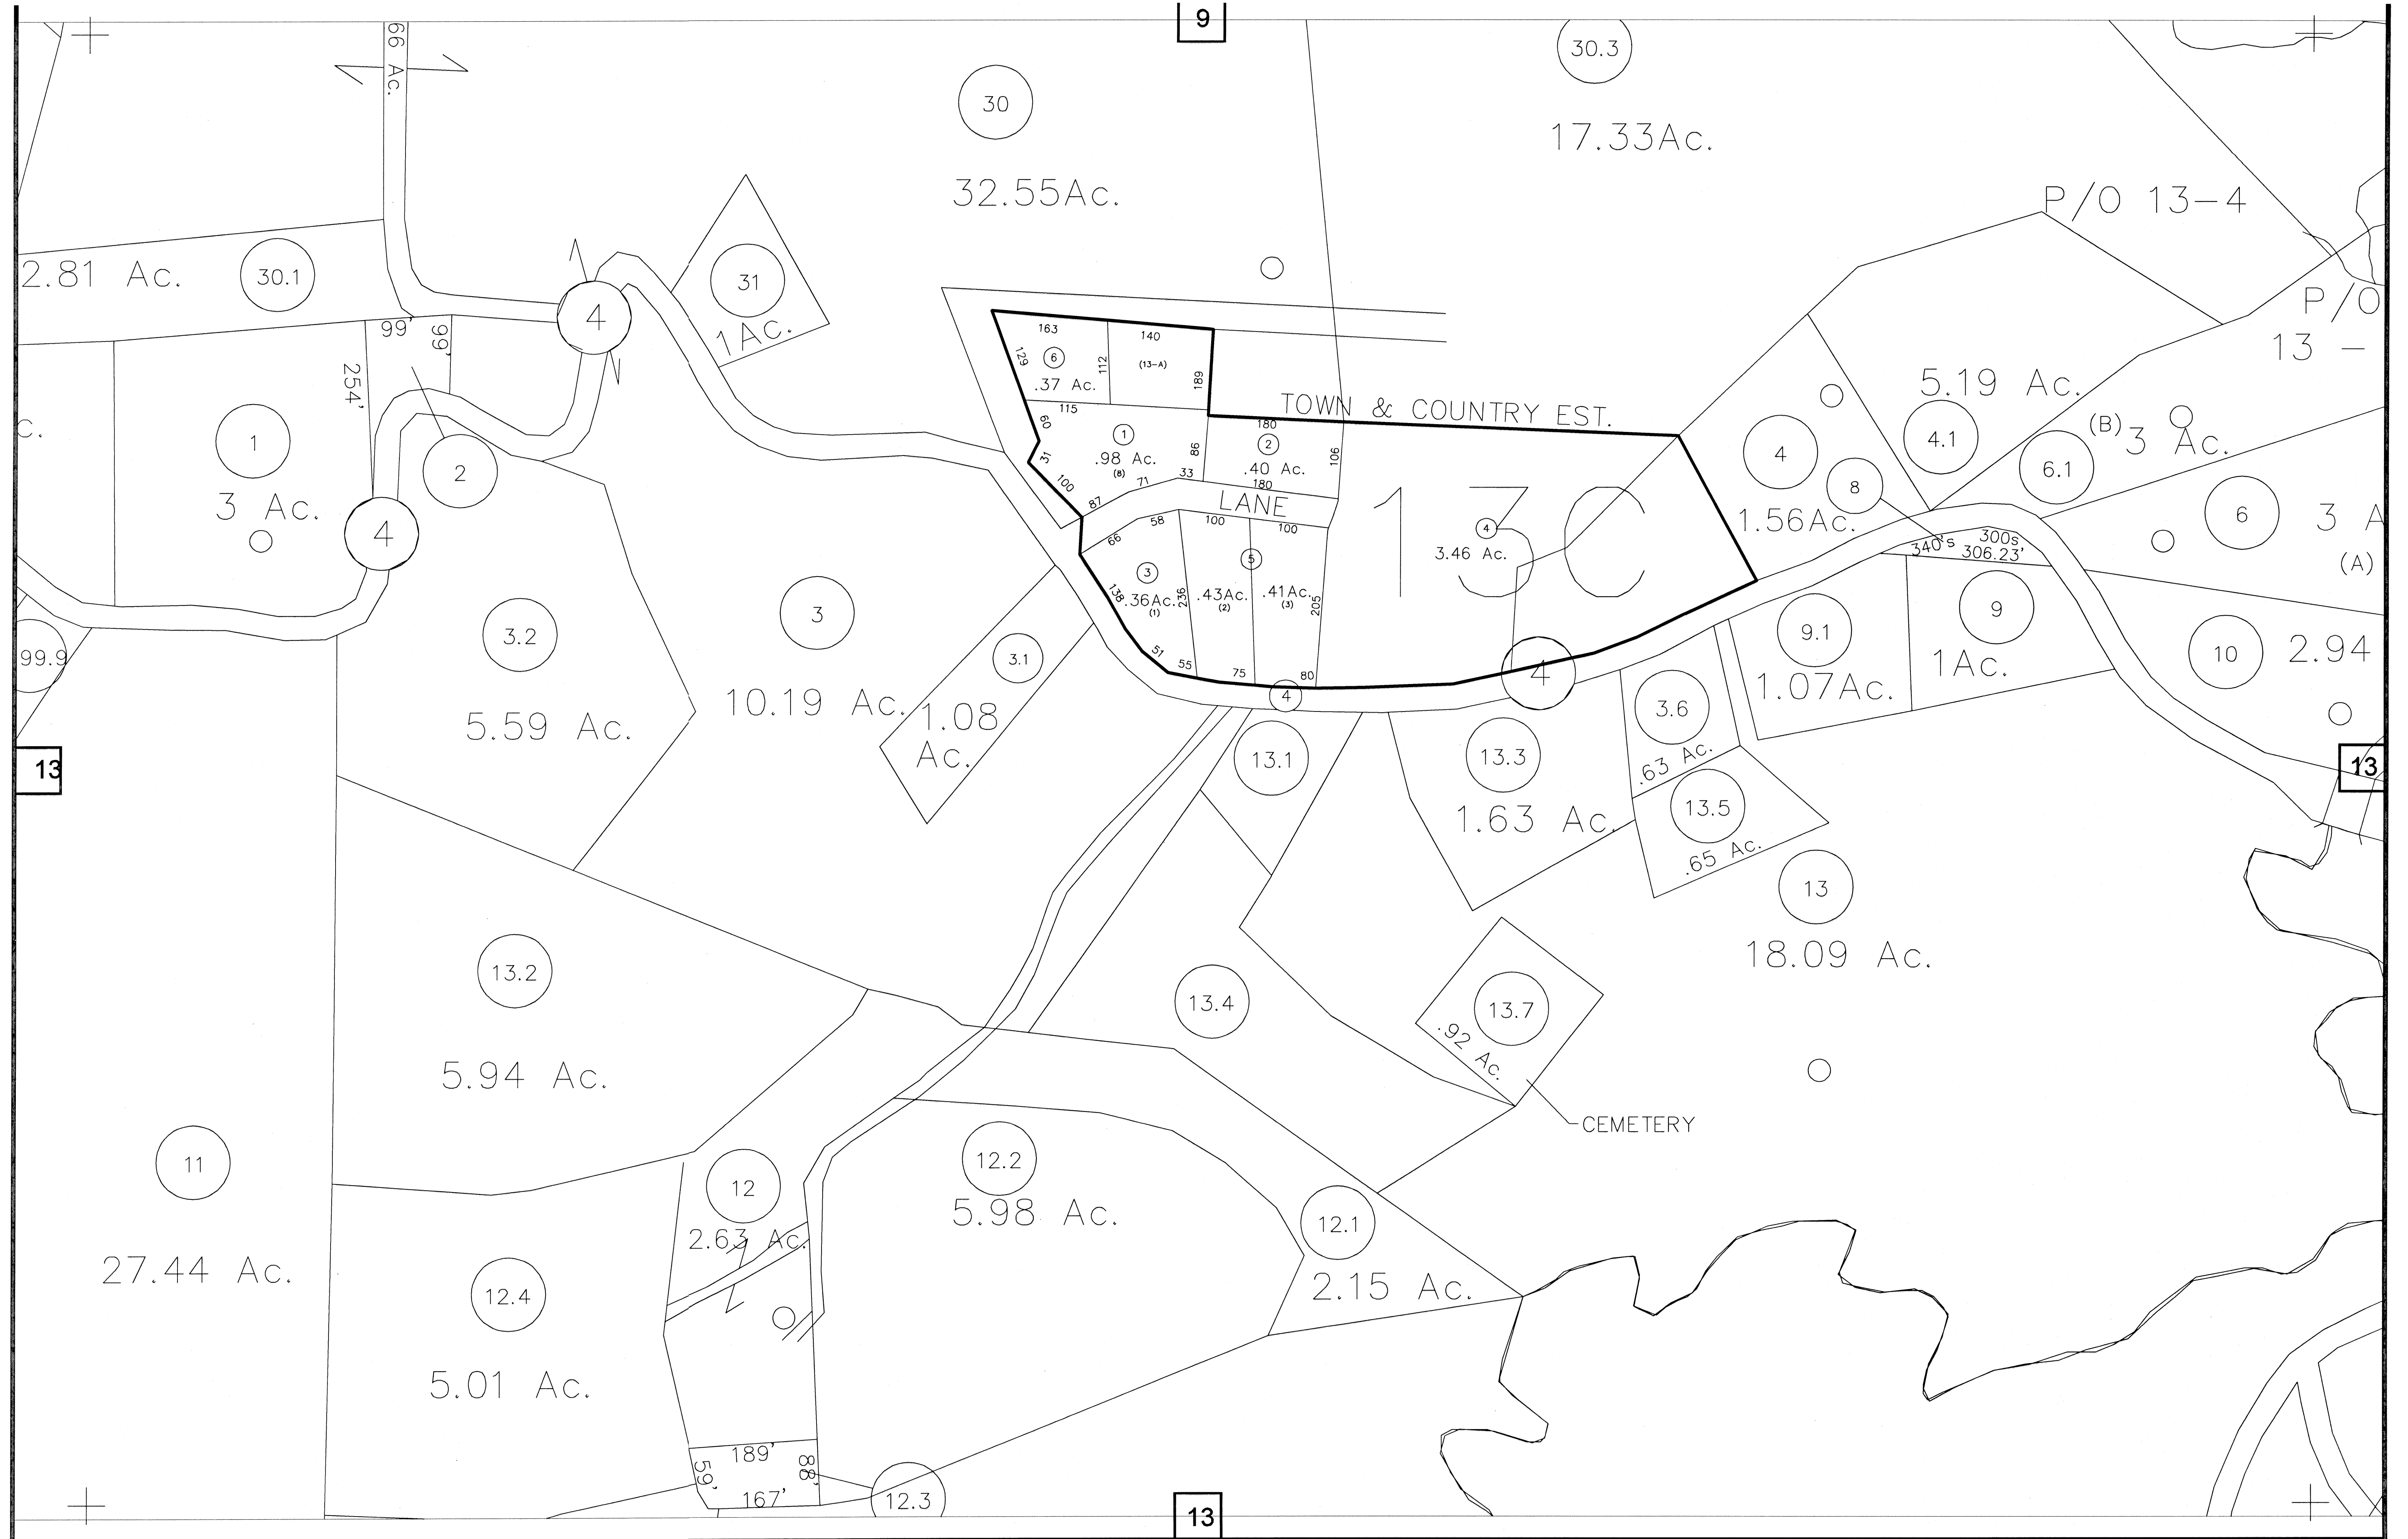 9
66 Ac.
30
32.55Ac.
30.3
17.33Ac.
P/O 13-4
P/O
13 -
2.81 Ac.
30.1
4
31
1Ac.
99'
99'
254'
c.
1
3 Ac.
2
4
99.9
3.2
5.59 Ac.
3
10.19 Ac.
3.1
1.08
Ac.
163
140
129
6
.37 Ac.
112
(13-A)
189
115
TOWN & COUNTRY EST.
60
31
100
1
.98 Ac.
(8)
86
180
2
.40 Ac.
106
87
71
33
180
LANE
66
58
100
100
138
3
.36Ac.
(1)
236
5
.43Ac.
(2)
.41Ac.
(3)
205
51
55
75
80
4
13C
4
3.46 Ac.
4
4
1.56Ac.
8
5.19 Ac.
4.1
(B)
3 Ac.
6.1
6
3 A
(A)
340's
300s
306.23'
9.1
1.07Ac.
9
1Ac.
10
2.94
13
13
13.1
13.3
1.63 Ac.
3.6
.63 Ac.
13.5
.65 Ac.
13
18.09 Ac.
13.2
5.94 Ac.
13.4
13.7
.92 Ac.
CEMETERY
11
27.44 Ac.
12
2.63 Ac.
12.2
5.98 Ac.
12.1
2.15 Ac.
12.4
5.01 Ac.
189'
59'
88'
167'
12.3
13